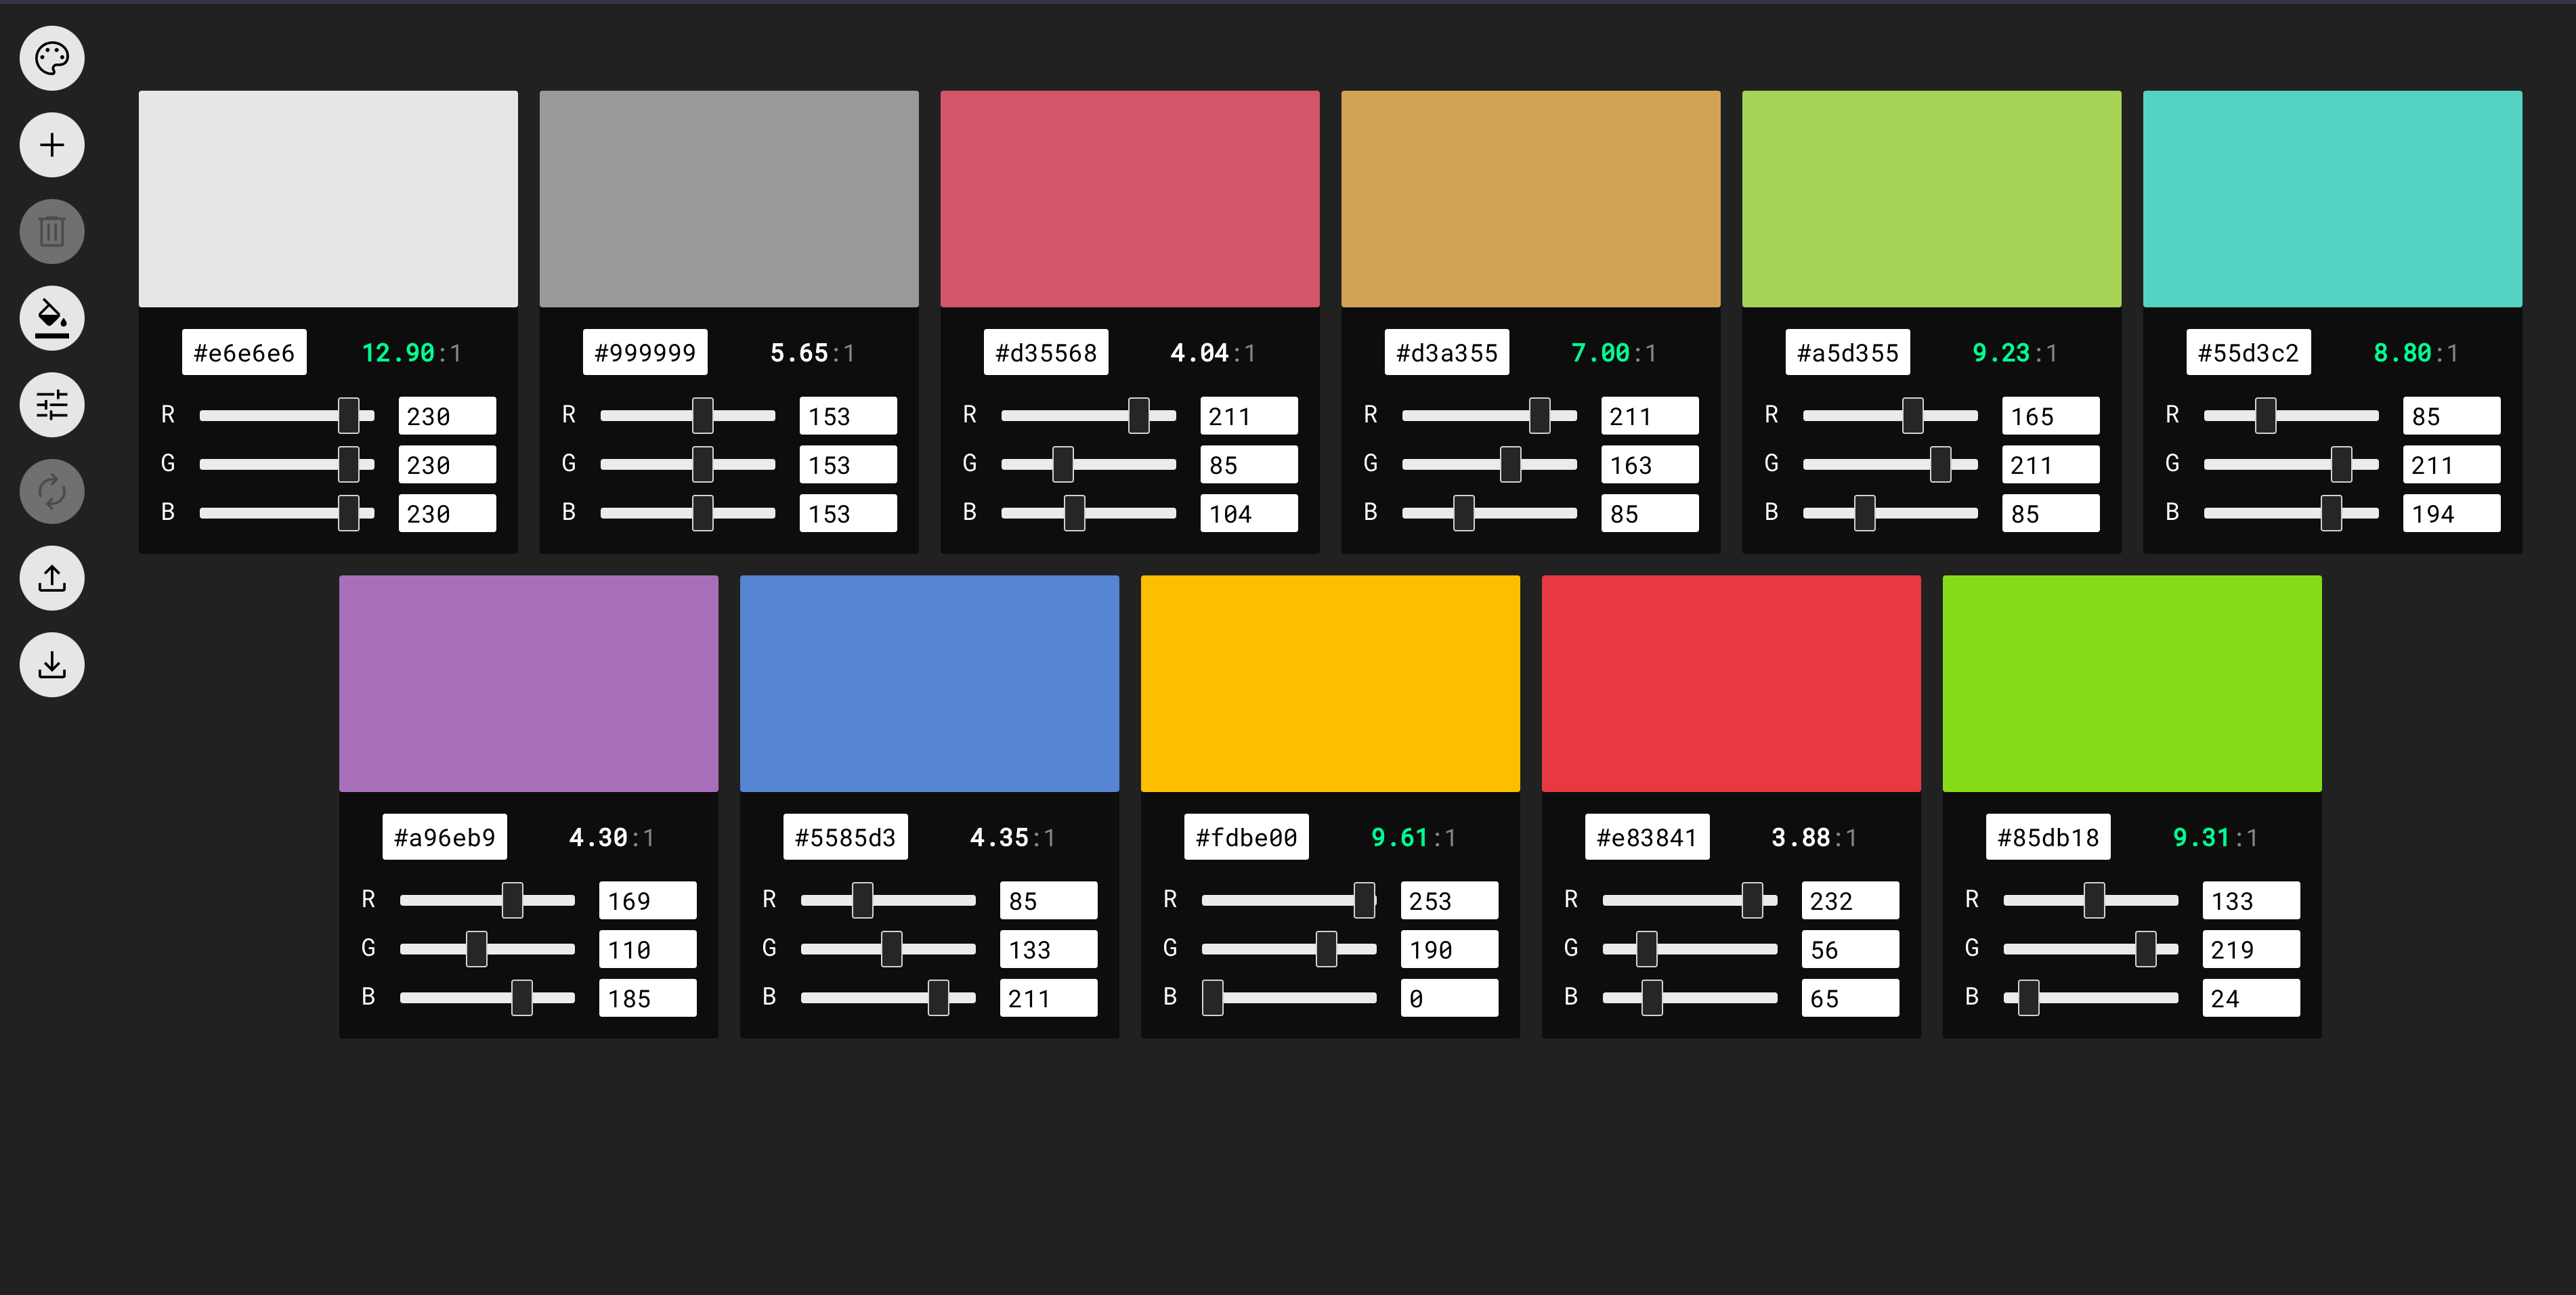 #e6e6e6 12.90:1 #999999 5.65:1 #d35568 4.04:1 #d3a355 7.00:1 #a5d355 9.23:1 #55d3c2 8.80:1
R 230 R 153 R 211 R 211 R 165 R 85
G 230 G 153 G 85 G 163 G 211 G 211
B 230 B 153 B 104 B 85 B 85 B 194
#a96eb9 4.30:1 #5585d3 4.35:1 #fdbe00 9.61:1 #e83841 3.88:1 #85db18 9.31:1
R 169 R 85 R 253 R 232 R 133
G 110 G 133 G 190 G 56 G 219
B 185 B 211 B 0 B 65 B 24